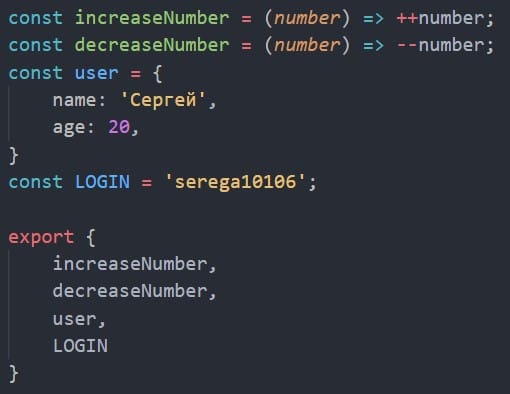 const increaseNumber = (number) => ++number;
const decreaseNumber = (number) => --number;
const user = {
    name: 'Сергей',
    age: 20,
}
const LOGIN = 'serega10106';

export {
    increaseNumber,
    decreaseNumber,
    user,
    LOGIN
}